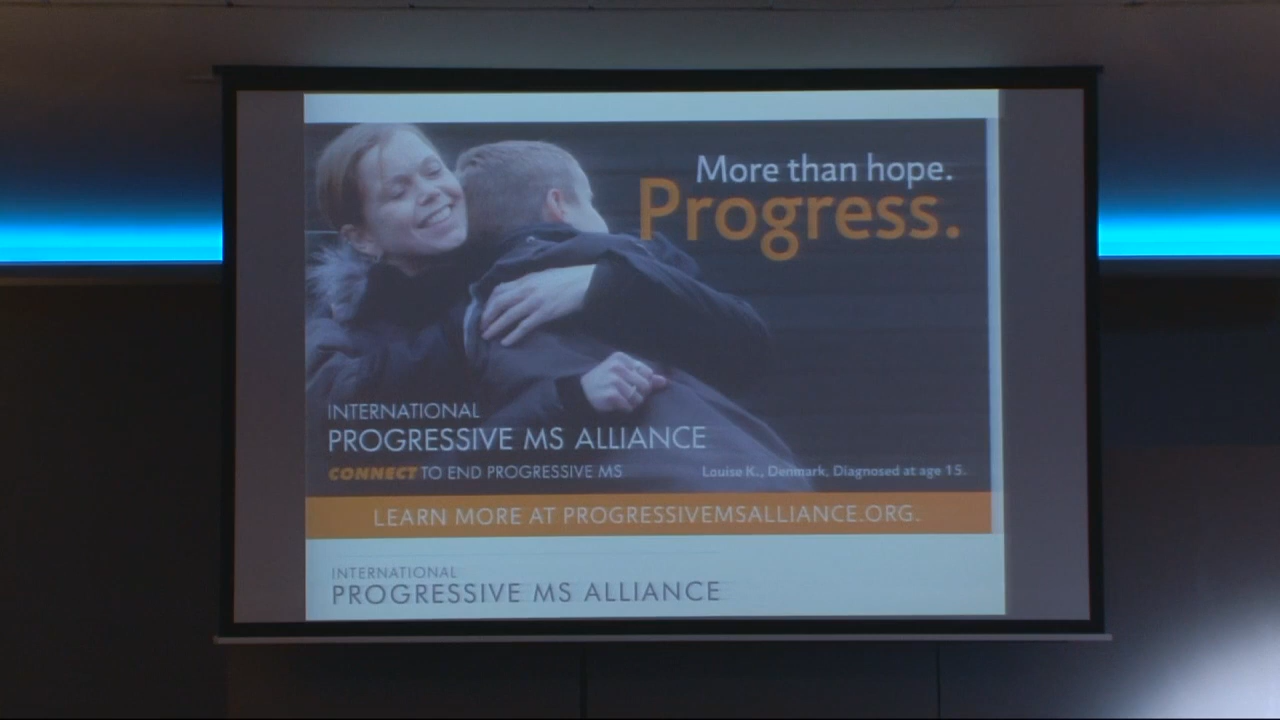 More than hope.
Progress.
INTERNATIONAL
PROGRESSIVE MS ALLIANCE
CONNECT TO END PROGRESSIVE MS
Louise K., Denmark, Diagnosed at age 15.
LEARN MORE AT PROGRESSIVEMSALLIANCE.ORG.
INTERNATIONAL
PROGRESSIVE MS ALLIANCE